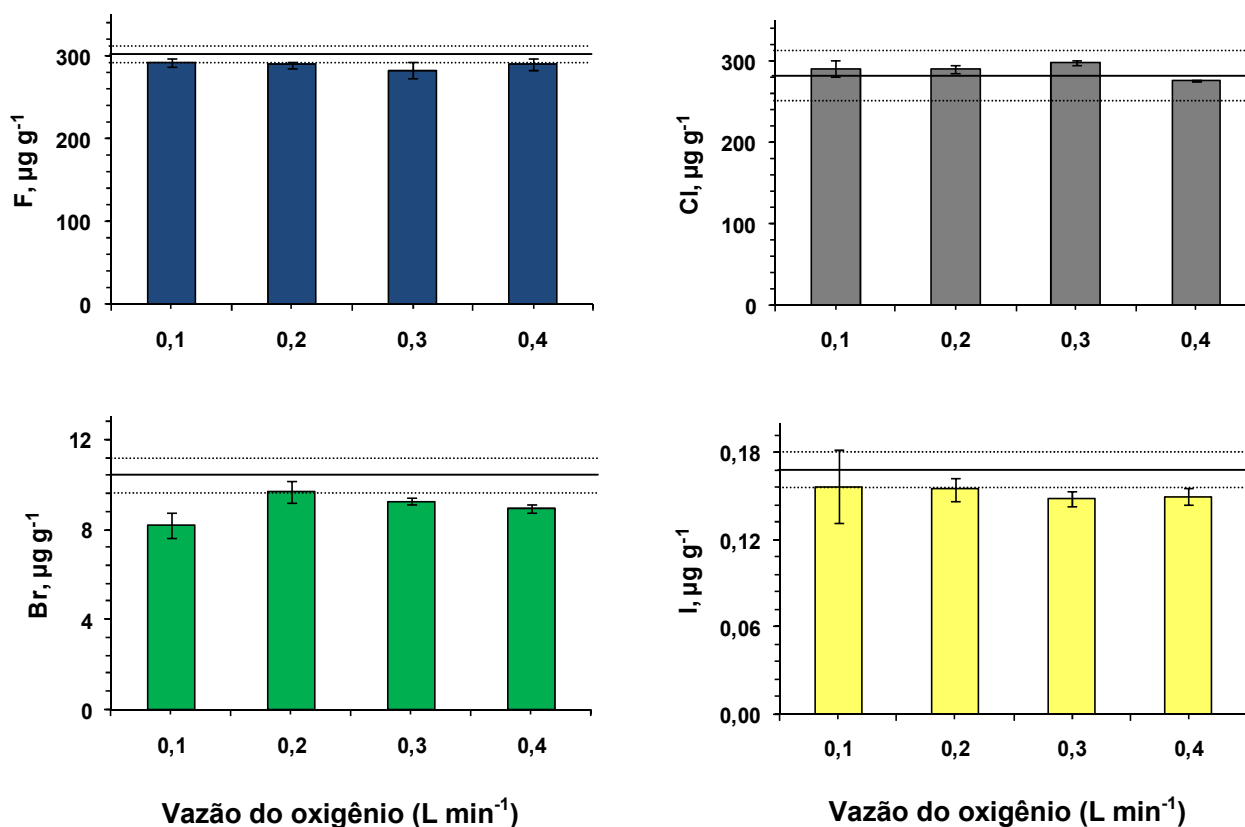 F, µg g-1
300
200
100
0
0,1 0,2 0,3 0,4
Cl, µg g-1
300
200
100
0
0,1 0,2 0,3 0,4
Br, µg g-1
12
8
4
0
0,1 0,2 0,3 0,4
Vazão do oxigênio (L min-1)
I, µg g-1
0,18
0,12
0,06
0,00
0,1 0,2 0,3 0,4
Vazão do oxigênio (L min-1)